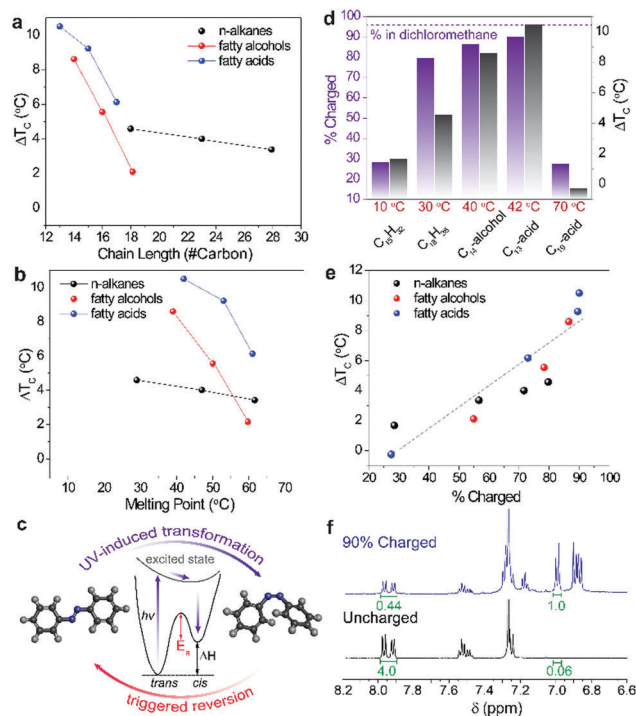 a
n-alkanes
fatty alcohols
fatty acids
ΔT_C (°C)
10
8
6
4
2
0
12 14 16 18 20 22 24 26 28 30
Chain Length (#Carbon)
d
% in dichloromethane
% Charged
100
90
80
70
60
50
40
30
20
10
ΔT_C (°C)
10
8
6
4
2
0
10 °C 30 °C 40 °C 42 °C 70 °C
C₁₅H₃₂
C₁₈H₃₈
C₁₄-alcohol
C₁₃-acid
C₁₉-acid
b
n-alkanes
fatty alcohols
fatty acids
ΔT_C (°C)
10
8
6
4
2
0
10 20 30 40 50 60 70
Melting Point (°C)
e
n-alkanes
fatty alcohols
fatty acids
ΔT_C (°C)
12
10
8
6
4
2
0
20 30 40 50 60 70 80 90 100
% Charged
c
UV-induced transformation
excited state
hν
ΔH
trans cis
triggered reversion
f
90% Charged
0.44 1.0
Uncharged
4.0 0.06
8.2 8.0 7.8 7.6 7.4 7.2 7.0 6.8 6.6
δ (ppm)